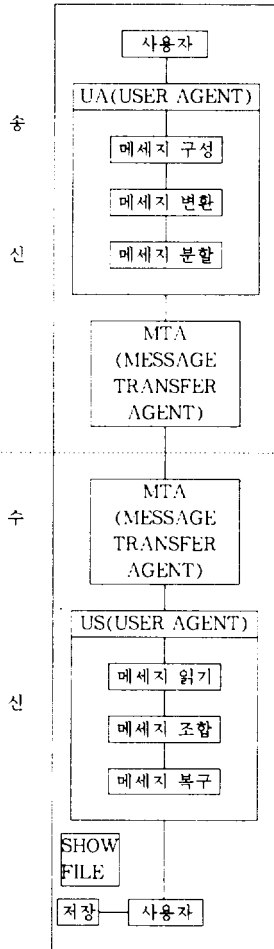 사용자
UA(USER AGENT)
송
메세지 구성
메세지 변환
신
메세지 분할
MTA
(MESSAGE
TRANSFER
AGENT)
MTA
수
(MESSAGE
TRANSFER
AGENT)
US(USER AGENT)
메세지 읽기
신
메세지 조합
메세지 복구
SHOW
FILE
저장 사용자